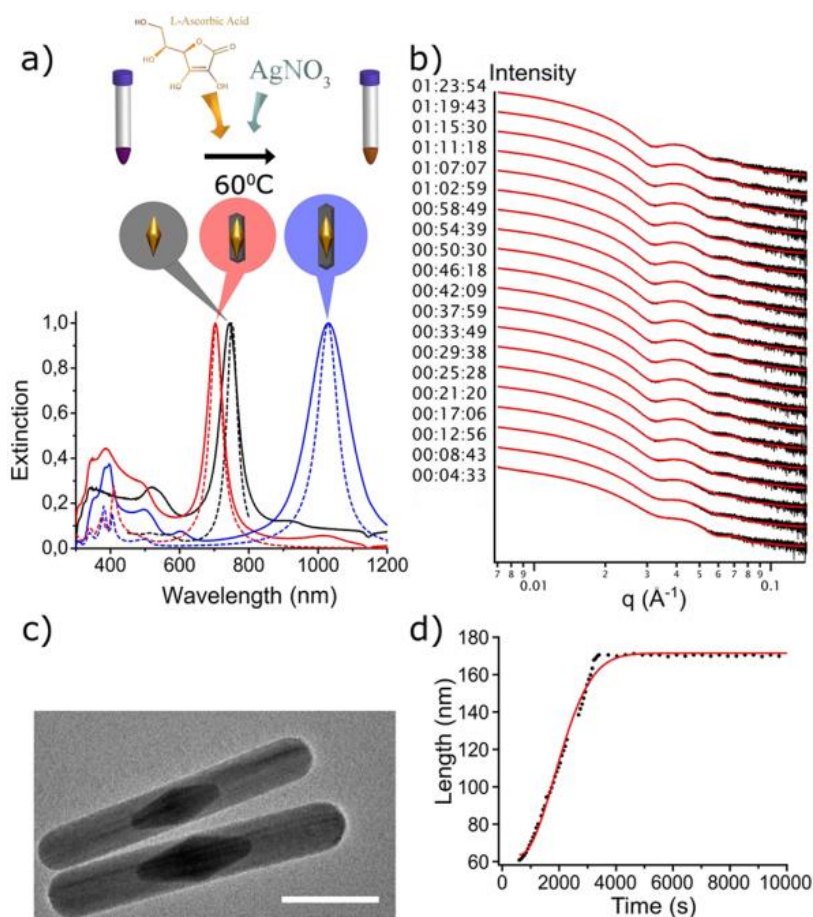 a)
L-Ascorbic Acid
HO
HO
O
O
HO
OH
AgNO3
60⁰C
1,0
0,8
0,6
0,4
0,2
0,0
Extinction
400
600
800
1000
1200
Wavelength (nm)
b)
Intensity
01:23:54
01:19:43
01:15:30
01:11:18
01:07:07
01:02:59
00:58:49
00:54:39
00:50:30
00:46:18
00:42:09
00:37:59
00:33:49
00:29:38
00:25:28
00:21:20
00:17:06
00:12:56
00:08:43
00:04:33
7 8 9 0.01 2 3 4 5 6 7 8 9 0.1
q (Å-1)
c)
d)
180
160
140
120
100
80
60
Length (nm)
0 2000 4000 6000 8000 10000
Time (s)